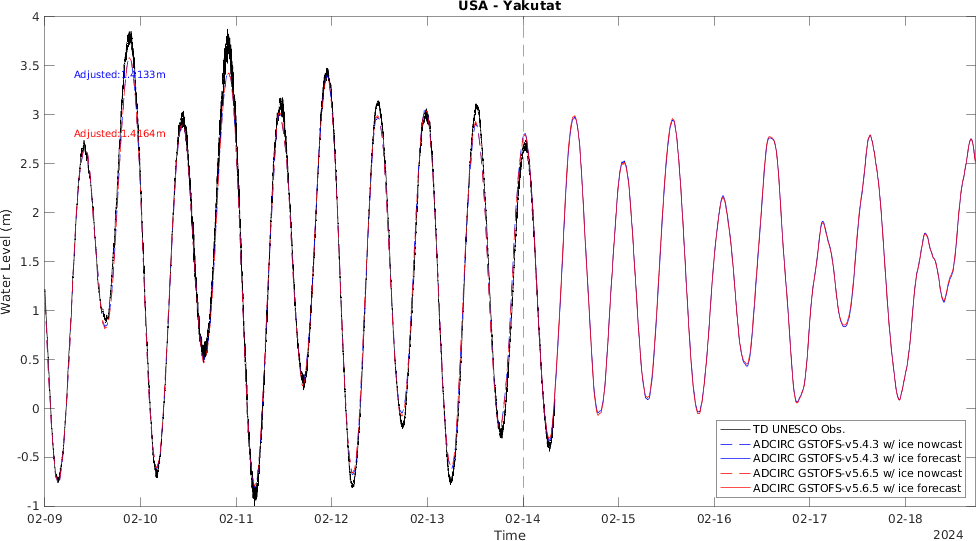 USA - Yakutat
4
3.5
3
2.5
2
1.5
1
0.5
0
-0.5
-1
Water Level (m)
Adjusted:1.4133m
Adjusted:1.4164m
TD UNESCO Obs.
ADCIRC GSTOFS-v5.4.3 w/ ice nowcast
ADCIRC GSTOFS-v5.4.3 w/ ice forecast
ADCIRC GSTOFS-v5.6.5 w/ ice nowcast
ADCIRC GSTOFS-v5.6.5 w/ ice forecast
02-09 02-10 02-11 02-12 02-13 02-14 02-15 02-16 02-17 02-18
Time
2024